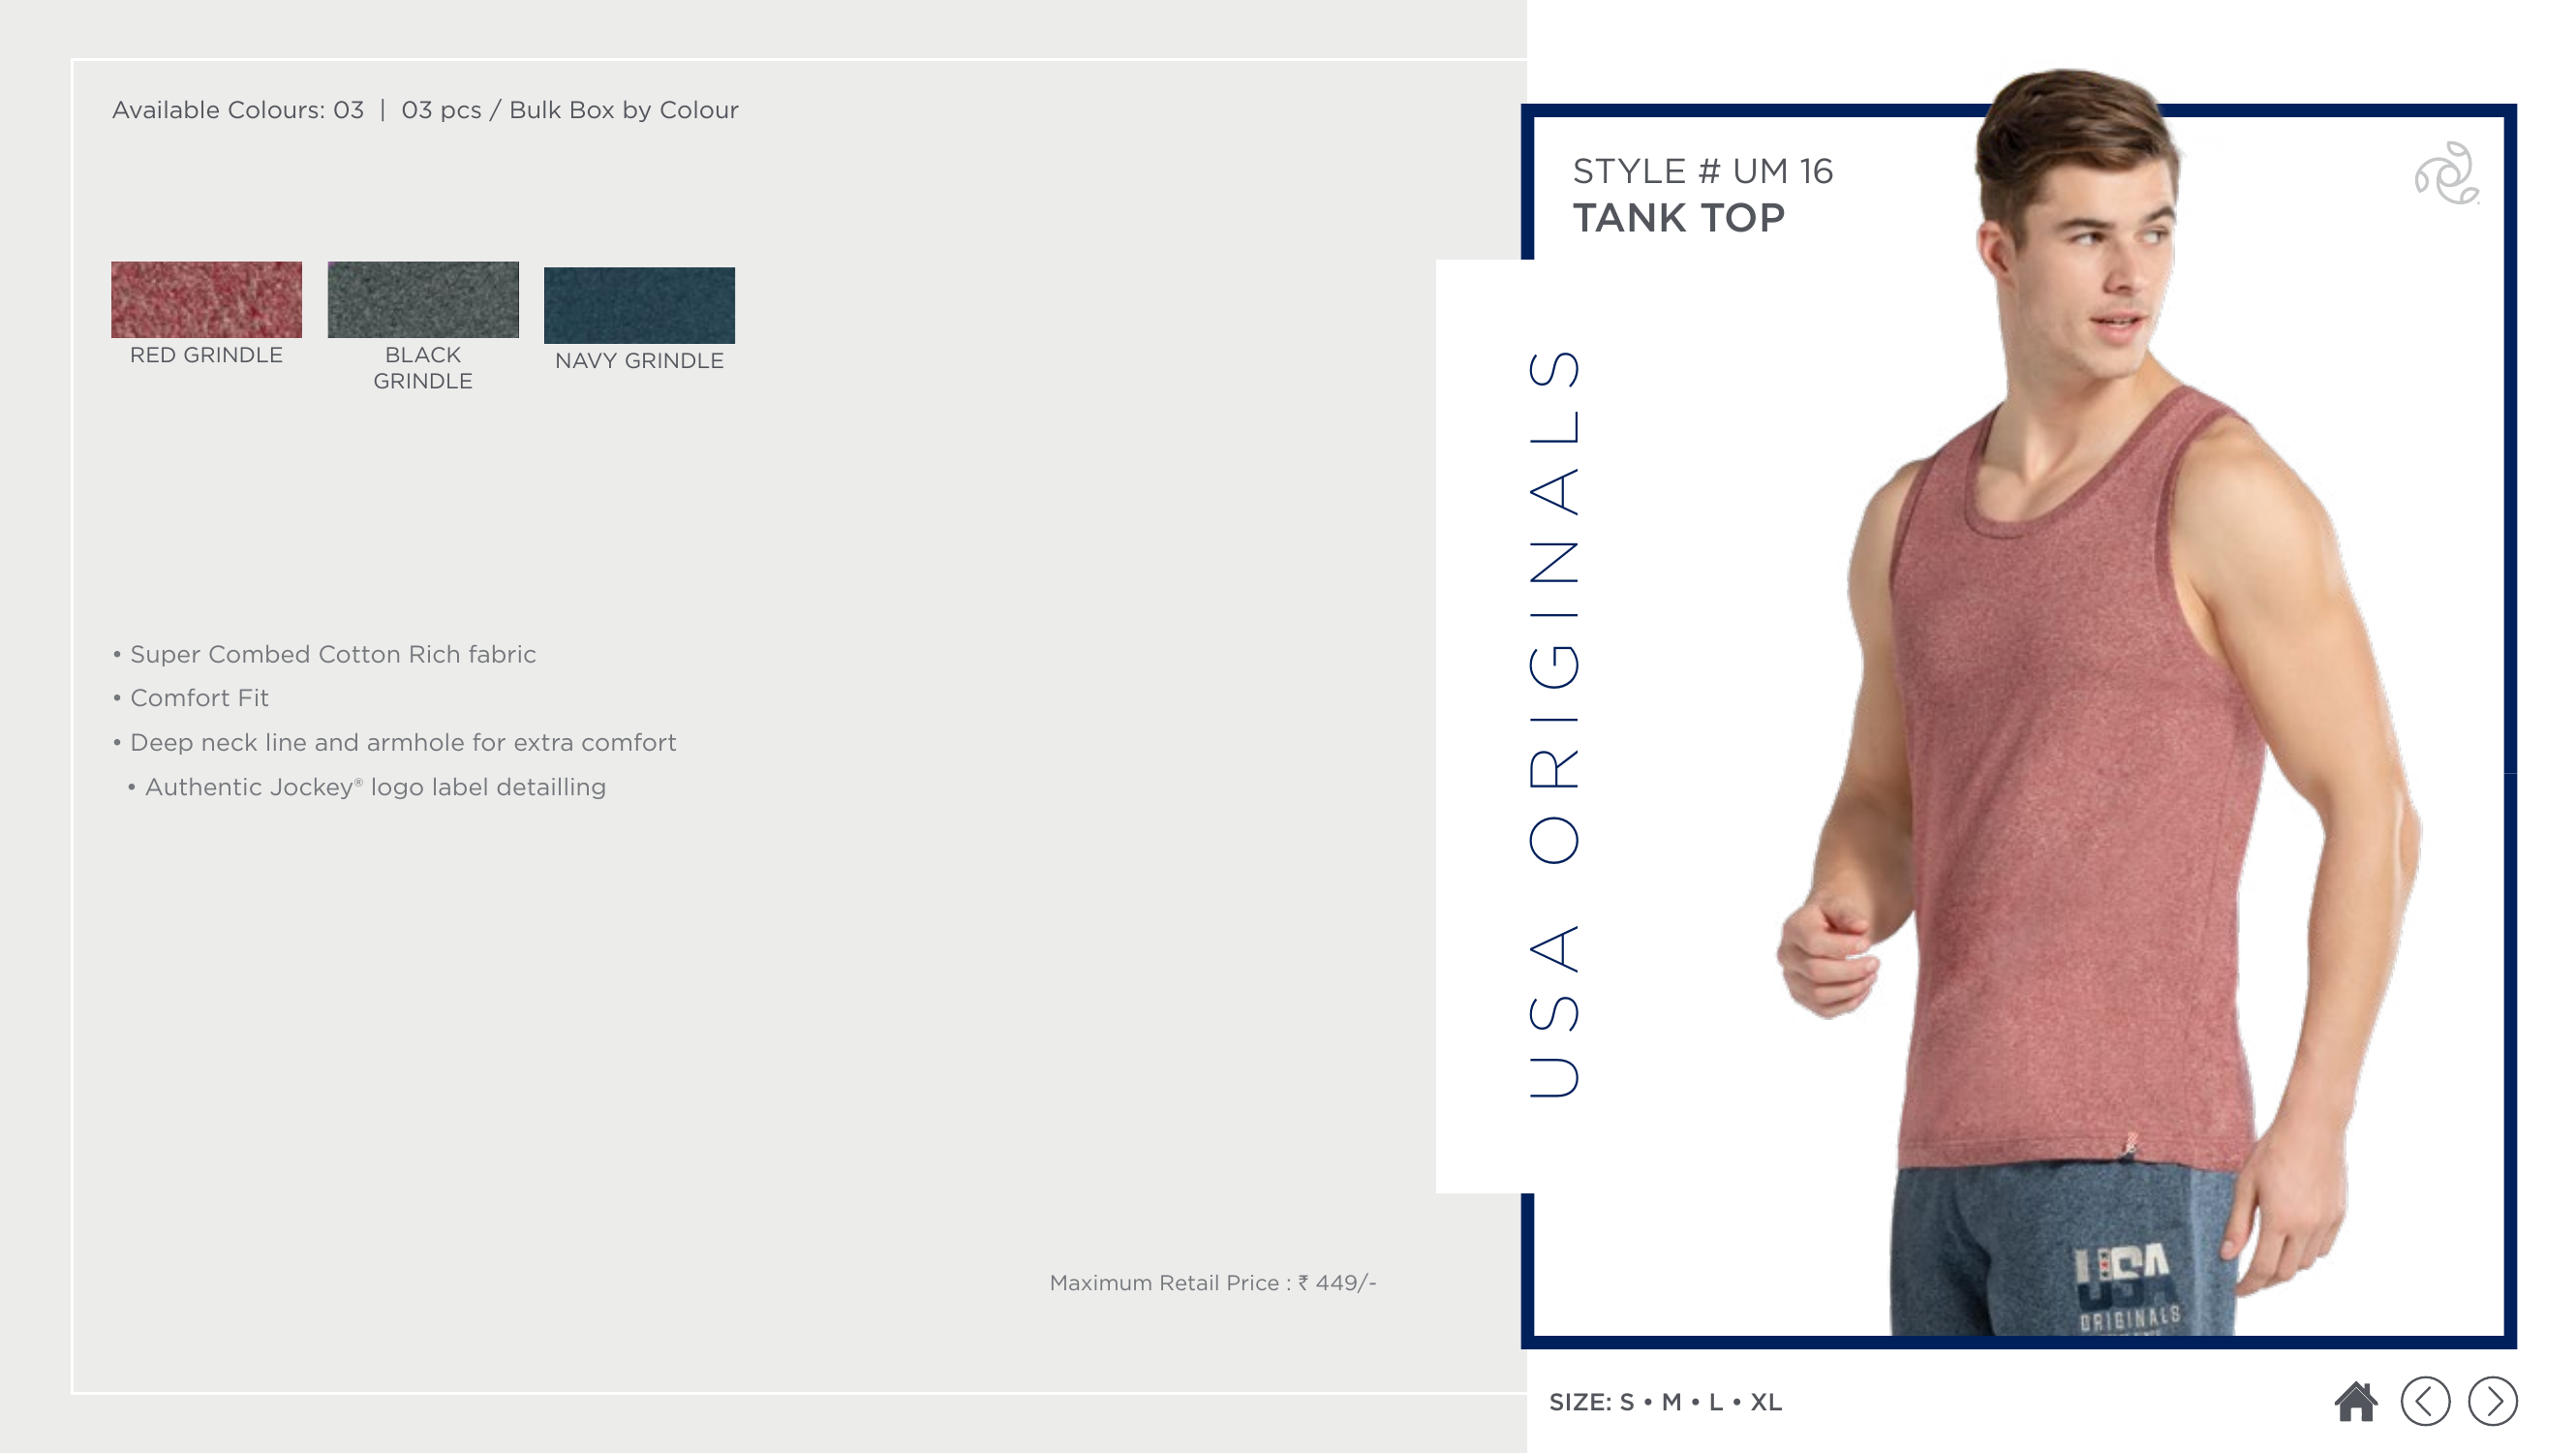 Available Colours: 03 | 03 pcs / Bulk Box by Colour
RED GRINDLE
BLACK
GRINDLE
NAVY GRINDLE
• Super Combed Cotton Rich fabric
• Comfort Fit
• Deep neck line and armhole for extra comfort
• Authentic Jockey® logo label detailling
Maximum Retail Price : ₹ 449/-
STYLE # UM 16
TANK TOP
USA ORIGINALS
USA
ORIGINALS
SIZE: S • M • L • XL